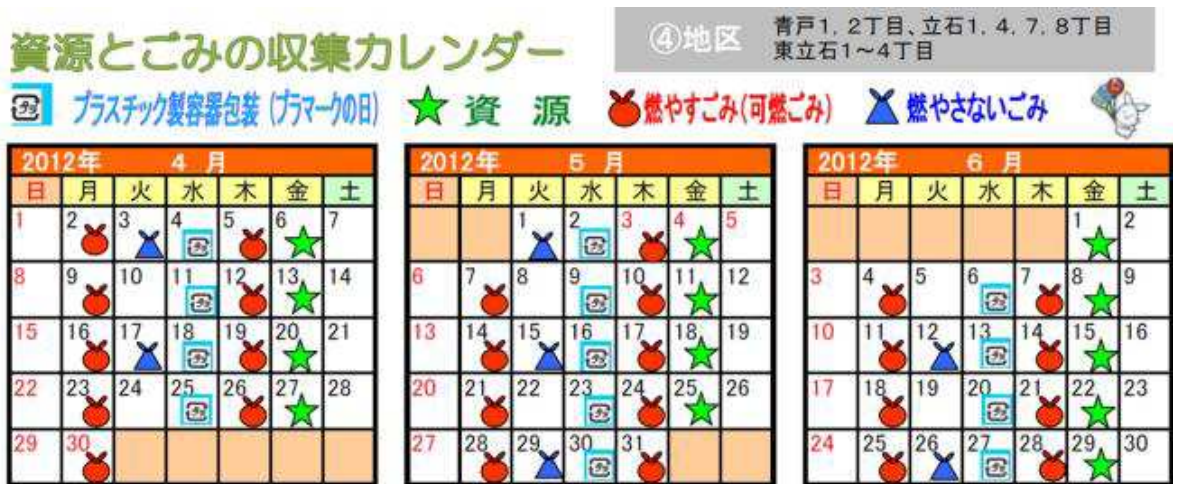 資源とごみの収集カレンダー
④地区
青戸1, 2丁目、立石1, 4, 7, 8丁目
東立石1～4丁目
プラスチック製容器包装 (プラマークの日)
資源
燃やすごみ(可燃ごみ)
燃やさないごみ
2012年 4月
日 月 火 水 木 金 土
1 2 3 4 5 6 7
8 9 10 11 12 13 14
15 16 17 18 19 20 21
22 23 24 25 26 27 28
29 30
2012年 5月
日 月 火 水 木 金 土
1 2 3 4 5
6 7 8 9 10 11 12
13 14 15 16 17 18 19
20 21 22 23 24 25 26
27 28 29 30 31
2012年 6月
日 月 火 水 木 金 土
1 2
3 4 5 6 7 8 9
10 11 12 13 14 15 16
17 18 19 20 21 22 23
24 25 26 27 28 29 30